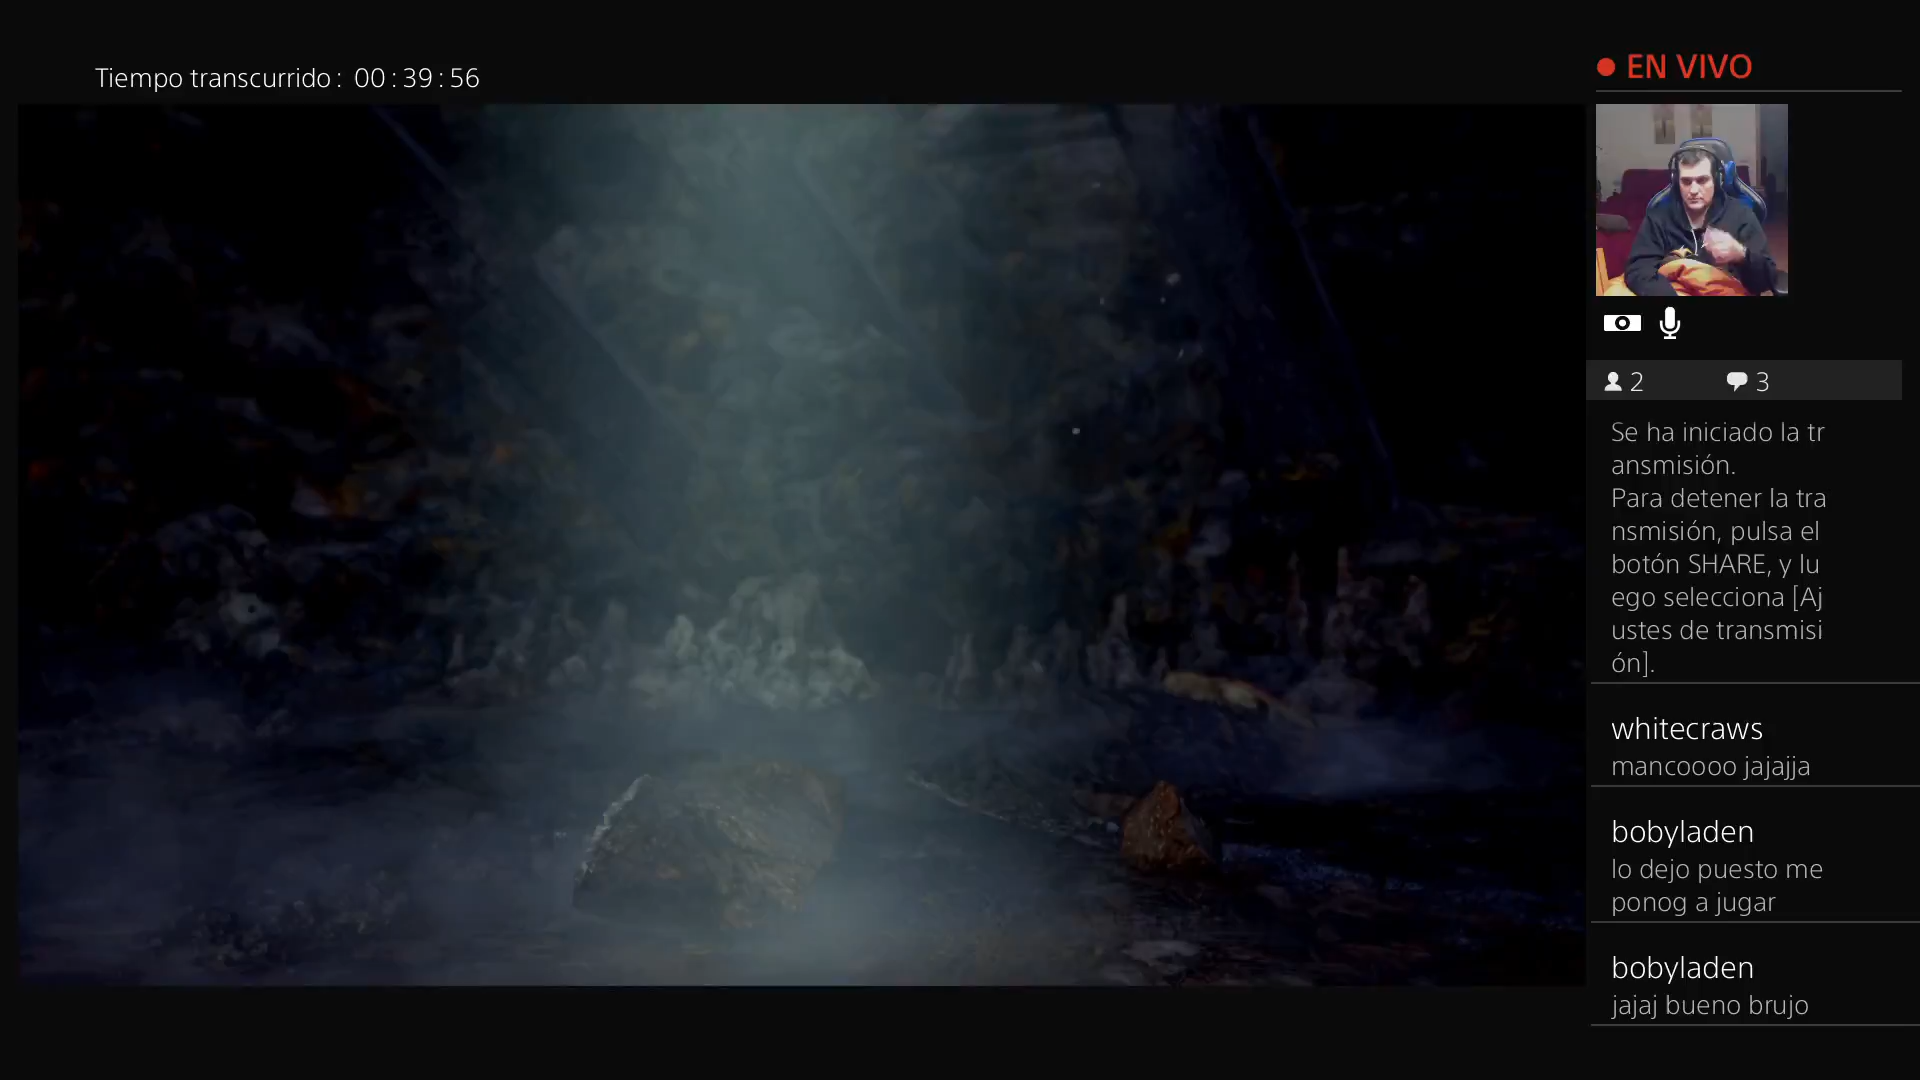 Tiempo transcurrido: 00:39:56
EN VIVO
2
3
Se ha iniciado la tr
ansmisión.
Para detener la tra
nsmisión, pulsa el
botón SHARE, y lu
ego selecciona [Aj
ustes de transmisi
ón].
whitecraws
mancoooo jajajja
bobyladen
lo dejo puesto me
ponog a jugar
bobyladen
jajaj bueno brujo